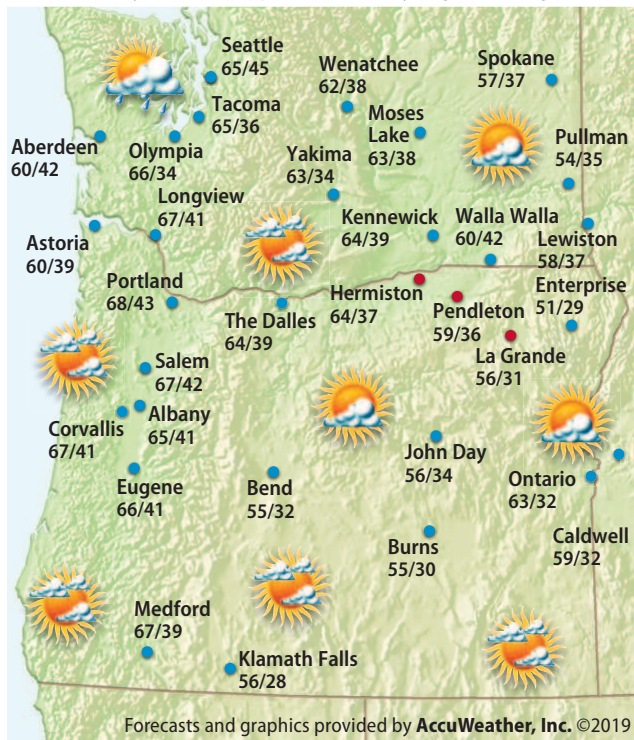 Seattle
65/45
Wenatchee
62/38
Spokane
57/37
Tacoma
65/36
Moses
Lake
63/38
Aberdeen
60/42
Olympia
66/34
Yakima
63/34
Pullman
54/35
Longview
67/41
Kennewick
64/39
Walla Walla
60/42
Lewiston
58/37
Astoria
60/39
Portland
68/43
The Dalles
64/39
Hermiston
64/37
Pendleton
59/36
Enterprise
51/29
La Grande
56/31
Salem
67/42
Albany
65/41
Corvallis
67/41
John Day
56/34
Eugene
66/41
Bend
55/32
Ontario
63/32
Burns
55/30
Caldwell
59/32
Medford
67/39
Klamath Falls
56/28
Forecasts and graphics provided by AccuWeather, Inc. ©2019